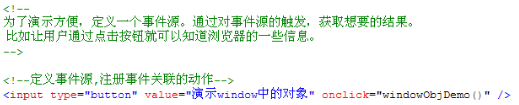 <!--
为了演示方便，定义一个事件源。通过对事件源的触发，获取想要的结果。
比如让用户通过点击按钮就可以知道浏览器的一些信息。
-->
<!--定义事件源,注册事件关联的动作-->
<input type="button" value="演示window中的对象" onclick="windowObjDemo()" />